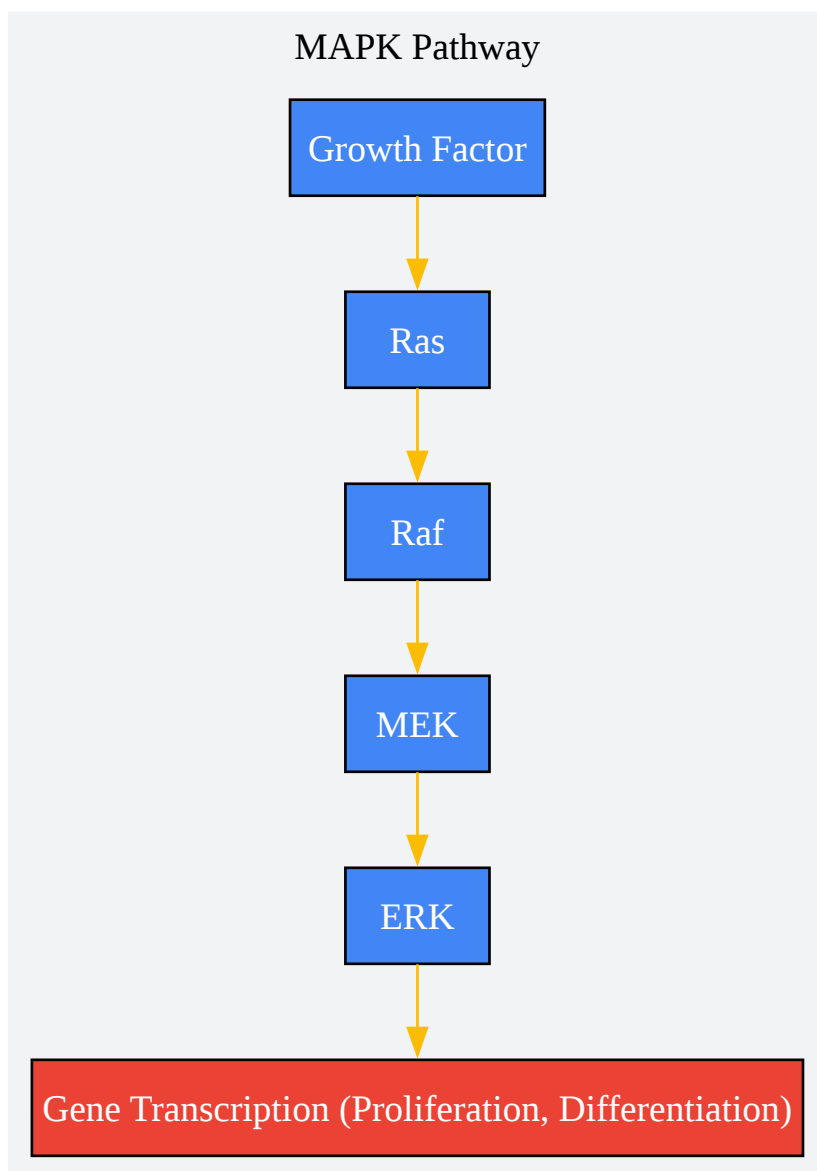 MAPK Pathway
Growth Factor
Ras
Raf
MEK
ERK
Gene Transcription (Proliferation, Differentiation)